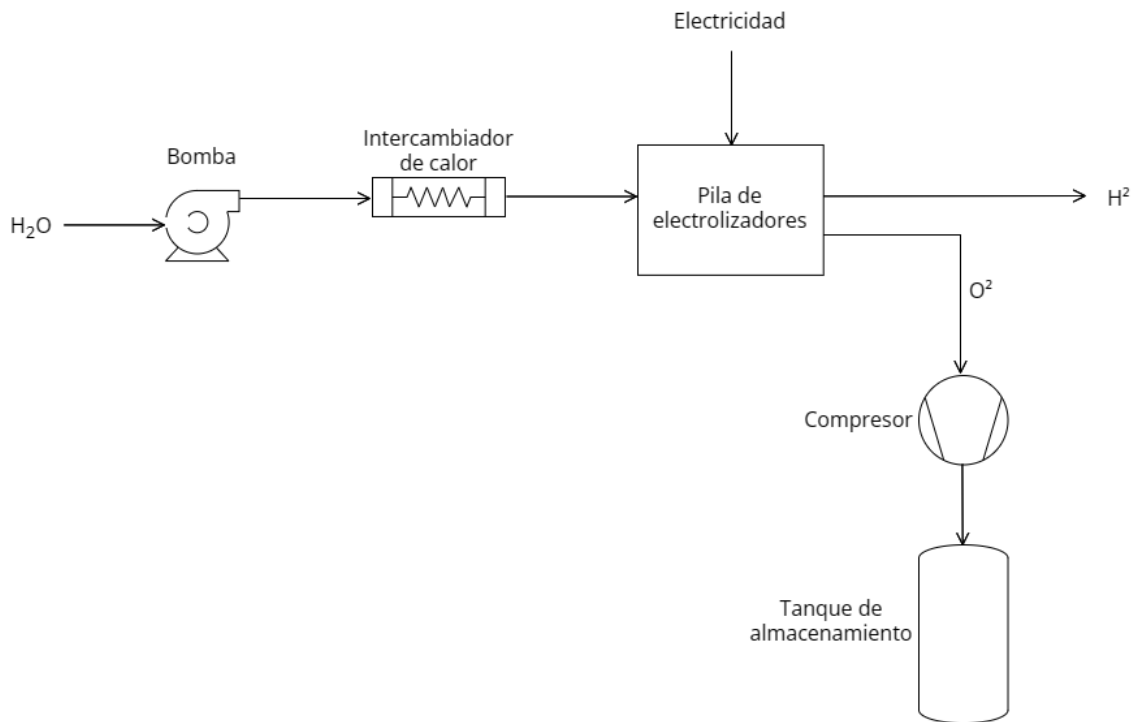 Electricidad
Intercambiador
de calor
Bomba
Pila de
electrolizadores
H₂O
H²
O²
Compresor
Tanque de
almacenamiento